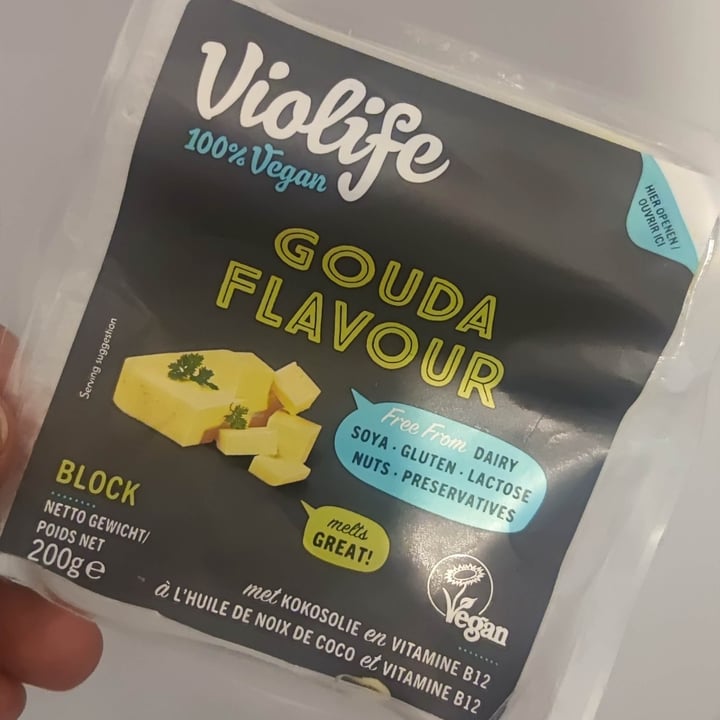 Violife
100% Vegan
HIER OPENEN /
OUVRIR ICI
GOUDA
FLAVOUR
Serving suggestion
Free From DAIRY
SOYA · GLUTEN · LACTOSE
NUTS · PRESERVATIVES
BLOCK
NETTO GEWICHT/
POIDS NET
200g e
melts
GREAT!
Vegan
met KOKOSOLIE en VITAMINE B12
à L'HUILE DE NOIX DE COCO et VITAMINE B12